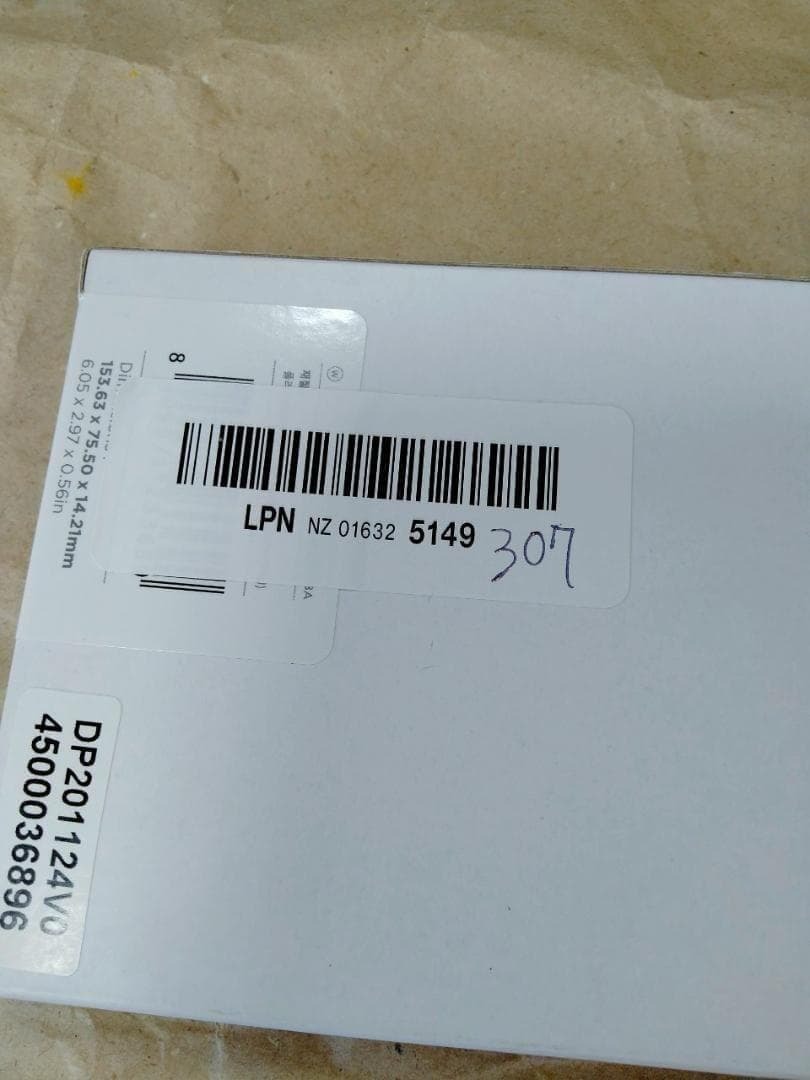 LPN NZ 01632 5149 307
153.63 x 75.50 x 14.21mm
6.05 x 2.97 x 0.56in
8
DP201124V0
4500036896